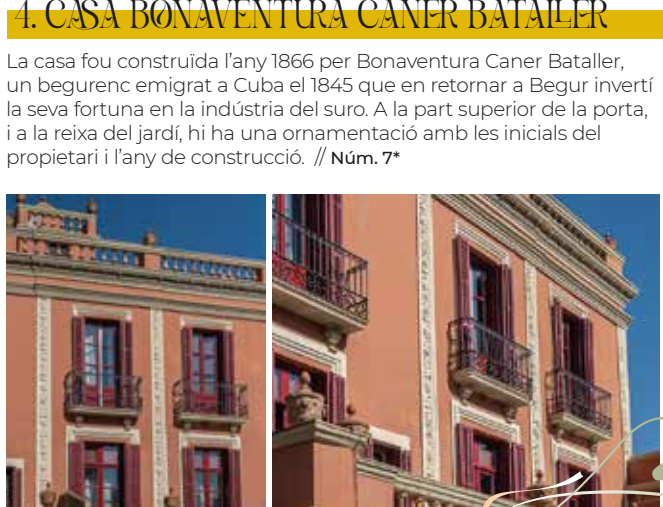 4. CASA BONAVENTURA CANER BATALLER
La casa fou construïda l'any 1866 per Bonaventura Caner Bataller,
un begurenc emigrat a Cuba el 1845 que en retornar a Begur invertí
la seva fortuna en la indústria del suro. A la part superior de la porta,
i a la reixa del jardí, hi ha una ornamentació amb les inicials del
propietari i l'any de construcció. // Núm. 7*